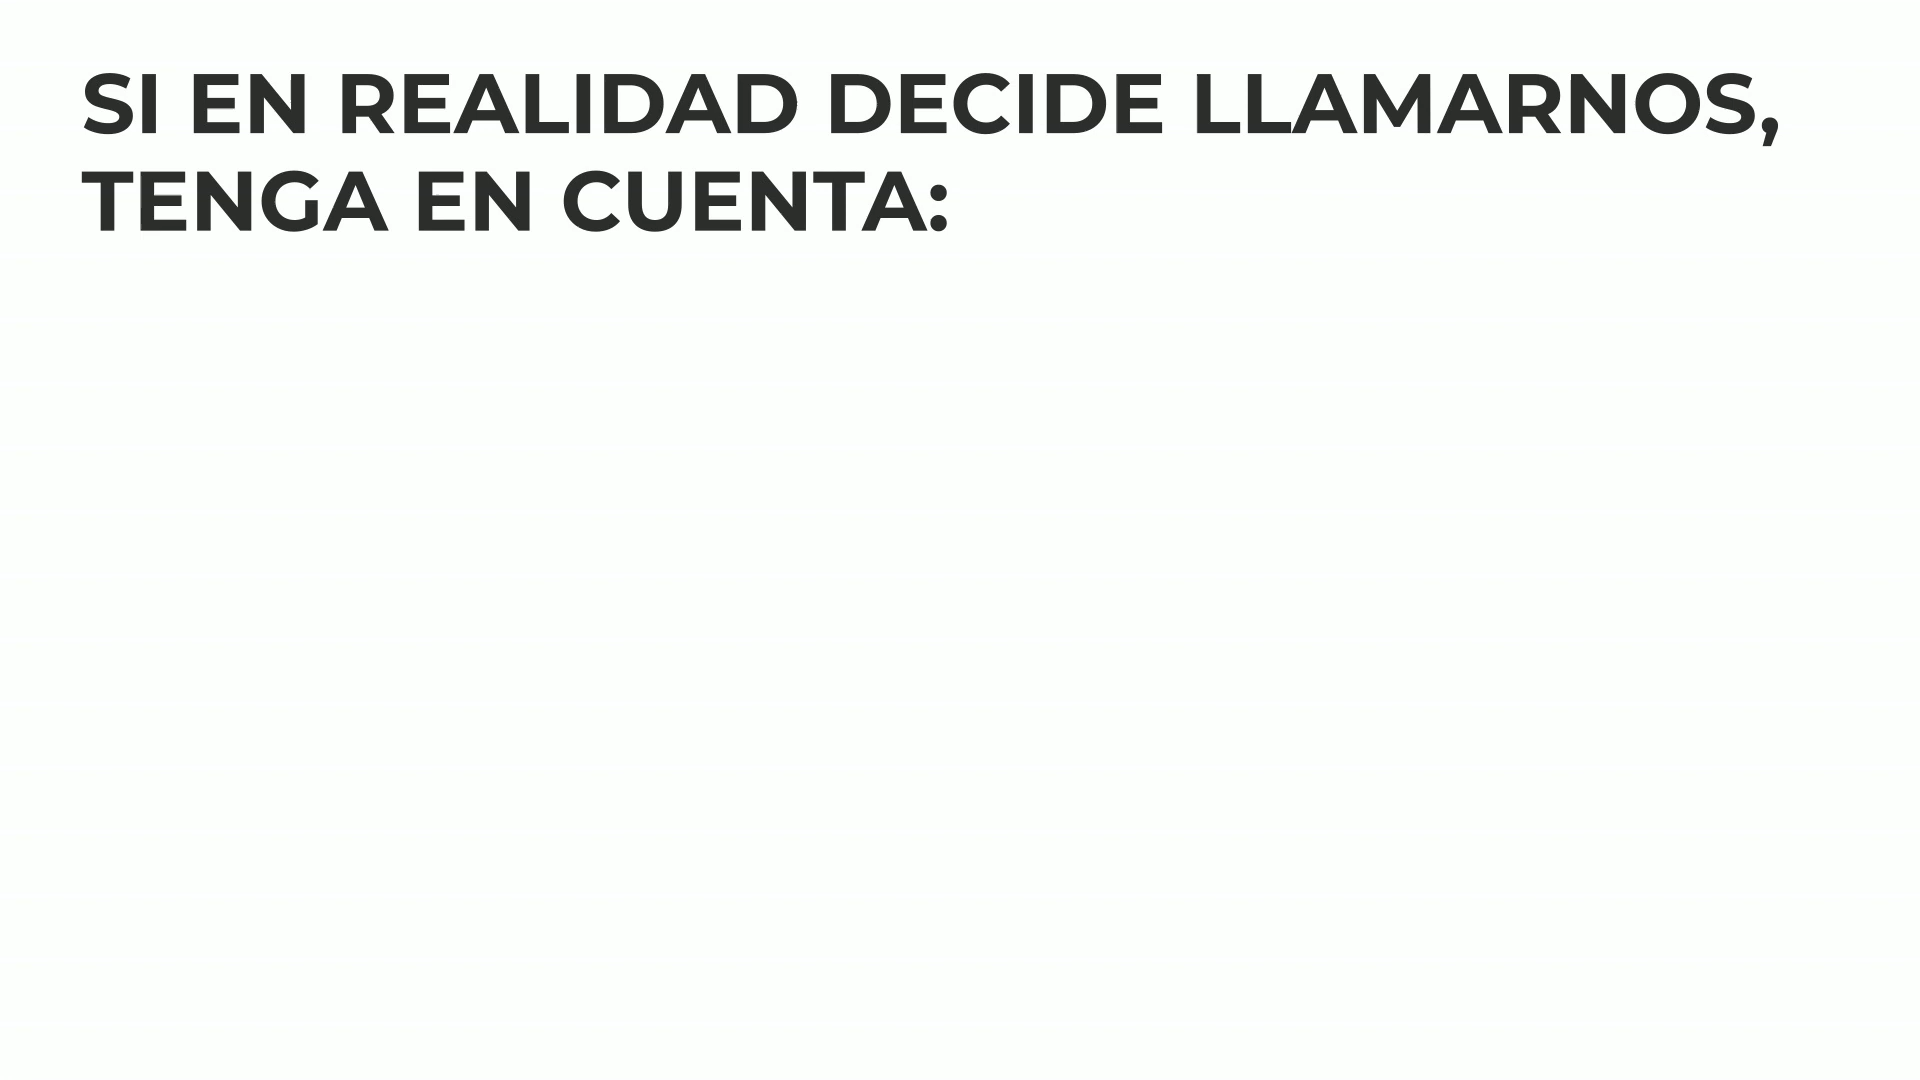 SI EN REALIDAD DECIDE LLAMARNOS,
TENGA EN CUENTA: